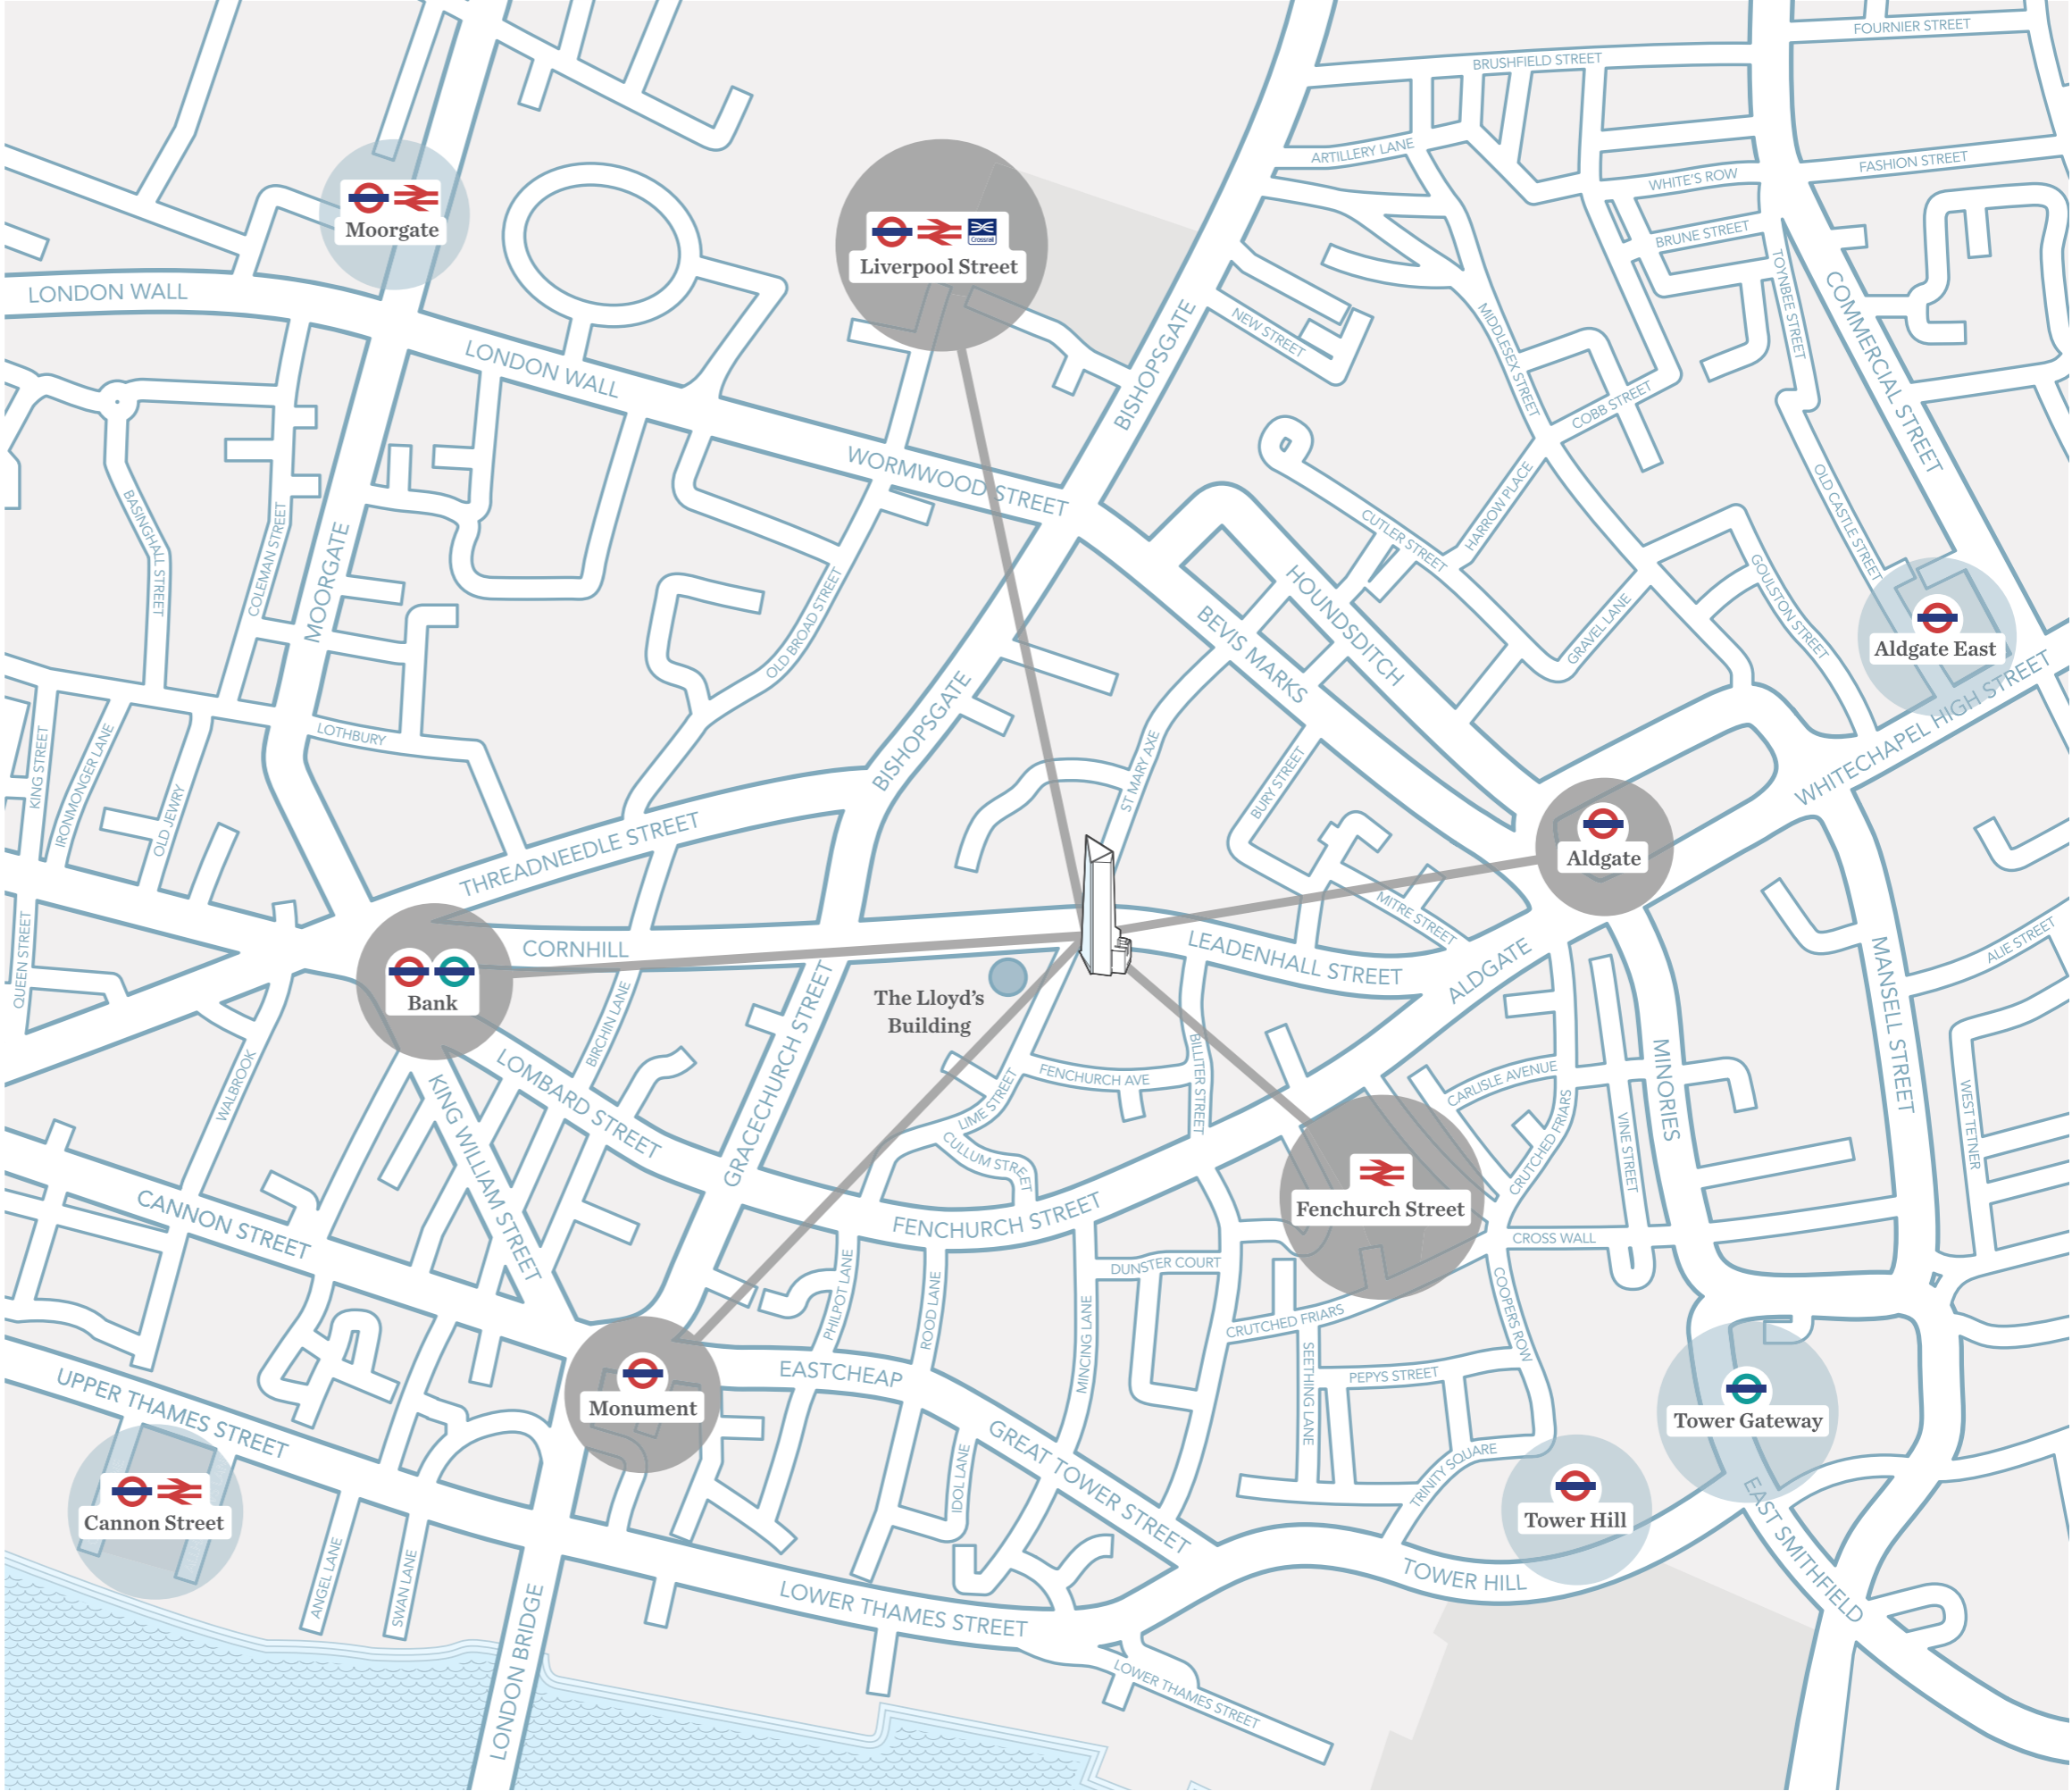 FOURNIER STREET
BRUSHFIELD STREET
ARTILLERY LANE
FASHION STREET
WHITE'S ROW
BRUNE STREET
Moorgate
Crossrail
Liverpool Street
LONDON WALL
LONDON WALL
BISHOPSGATE
NEW STREET
MIDDLESEX STREET
TOYNBEE STREET
COMMERCIAL STREET
COBB STREET
WORMWOOD STREET
BASINGHALL STREET
COLEMAN STREET
MOORGATE
OLD BROAD STREET
CUTLER STREET
HARROW PLACE
OLD CASTLE STREET
HOUNDSDITCH
BEVIS MARKS
GRAVEL LANE
GOULSTON STREET
Aldgate East
WHITECHAPEL HIGH STREET
KING STREET
IRONMONGER LANE
OLD JEWRY
LOTHBURY
BISHOPSGATE
ST MARY AXE
BURY STREET
THREADNEEDLE STREET
Aldgate
MITRE STREET
QUEEN STREET
CORNHILL
LEADENHALL STREET
ALDGATE
MANSELL STREET
ALIE STREET
Bank
The Lloyd's
Building
BIRCHIN LANE
GRACECHURCH STREET
WALBROOK
LOMBARD STREET
KING WILLIAM STREET
LIME STREET
FENCHURCH AVE
BILLITER STREET
CARLISLE AVENUE
CRUTCHED FRIARS
VINE STREET
MINORIES
WEST TETNER
CULLUM STREET
CANNON STREET
FENCHURCH STREET
Fenchurch Street
CROSS WALL
DUNSTER COURT
PHILPOT LANE
ROOD LANE
MINCING LANE
CRUTCHED FRIARS
SEETHING LANE
PEPYS STREET
COOPERS ROW
EASTCHEAP
Monument
UPPER THAMES STREET
GREAT TOWER STREET
IDOL LANE
TRINITY SQUARE
Tower Gateway
Tower Hill
Cannon Street
EAST SMITHFIELD
TOWER HILL
ANGEL LANE
SWAN LANE
LOWER THAMES STREET
LONDON BRIDGE
LOWER THAMES STREET